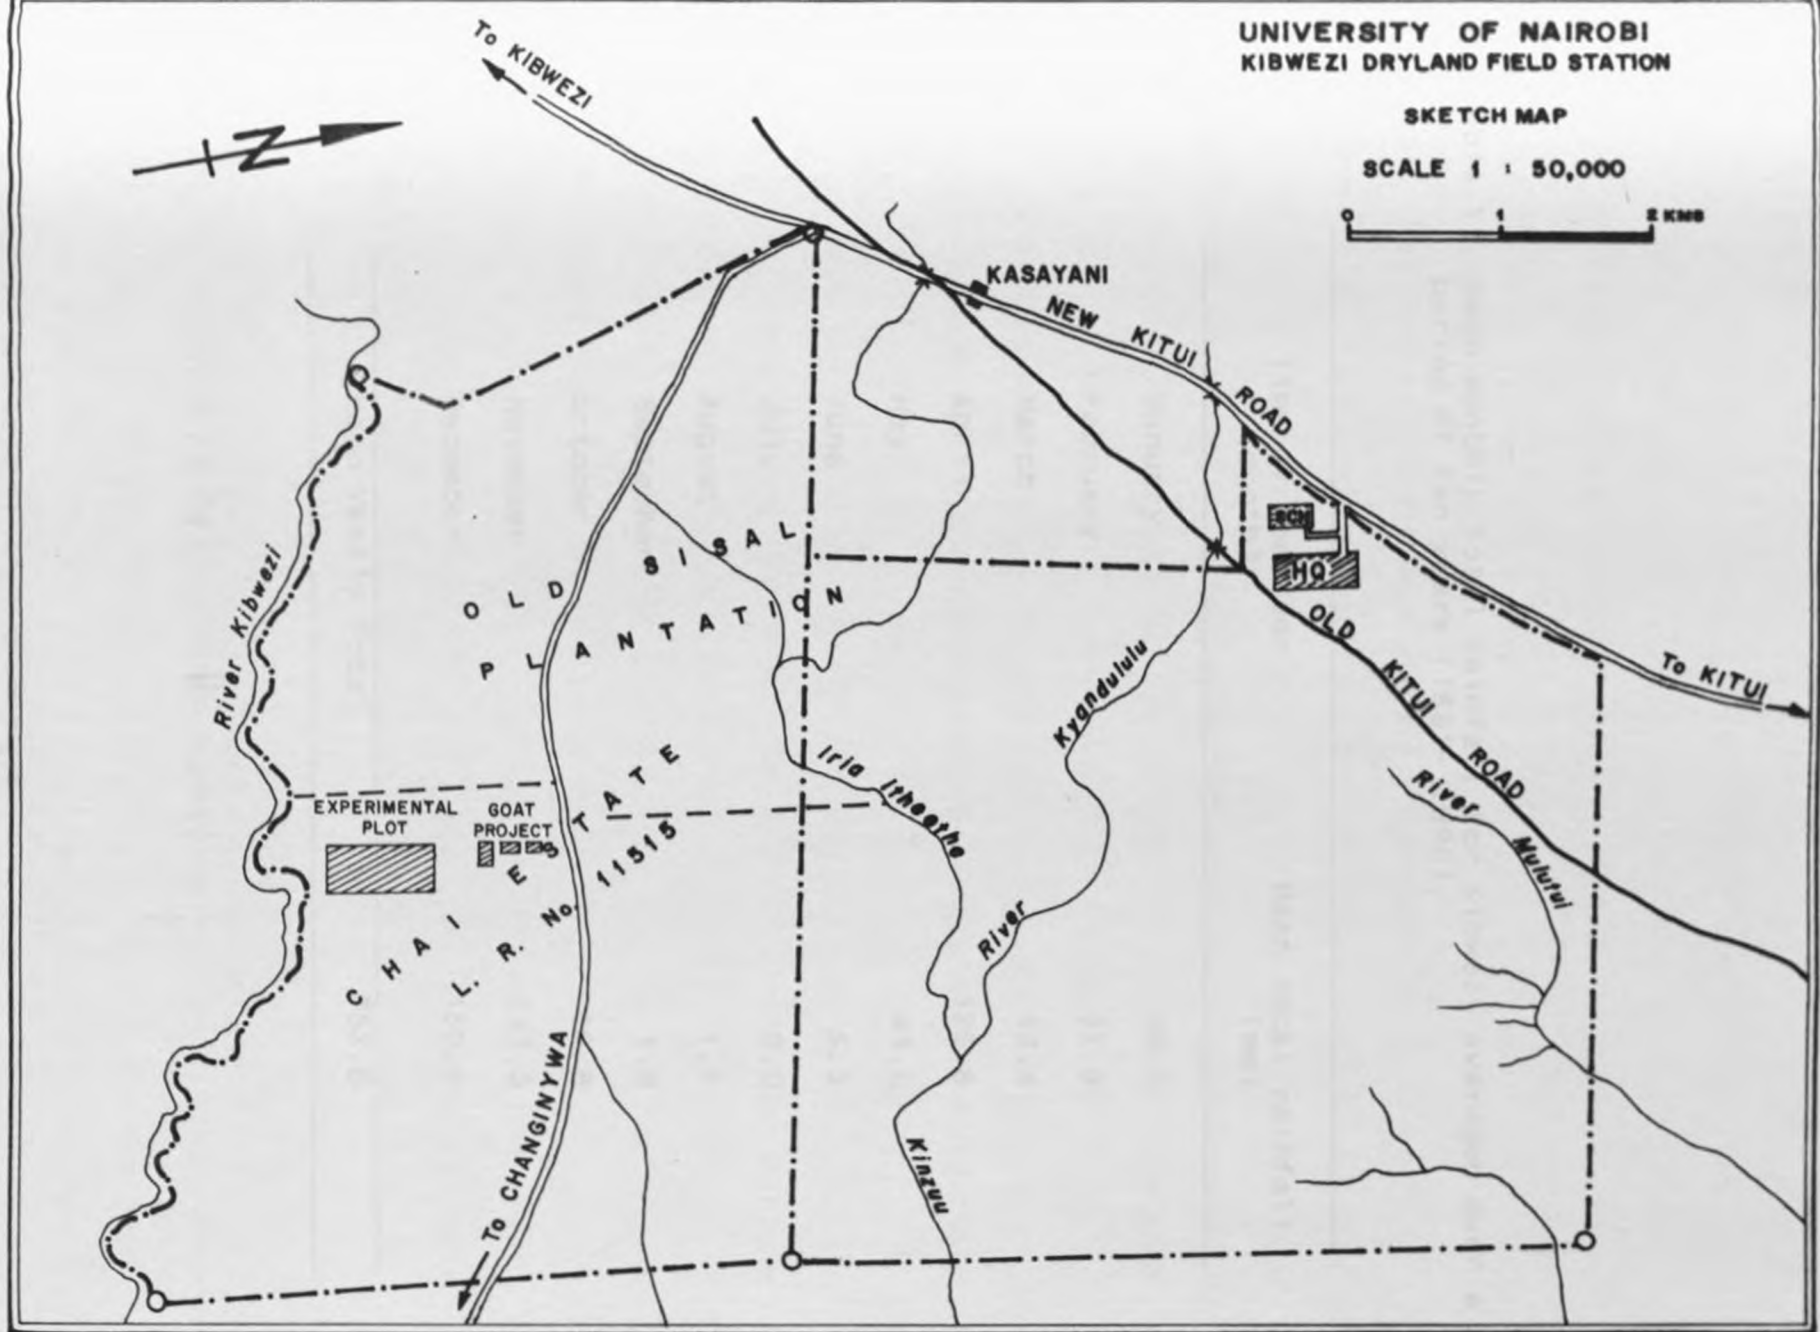 UNIVERSITY OF NAIROBI
KIBWEZI DRYLAND FIELD STATION
SKETCH MAP
SCALE 1 : 50,000
0 1 2 KMS
To KIBWEZI
N
KASAYANI
NEW KITUI ROAD
SCH
HQ
OLD KITUI ROAD
To KITUI
River Kibwezi
OLD SISAL
PLANTATION
Kyandululu
River
Iria Ithaathe
River Mulutui
EXPERIMENTAL
PLOT
GOAT
PROJECT
CHAI ESTATE
L. R. No. 11515
To CHANGINYWA
Kinzuu